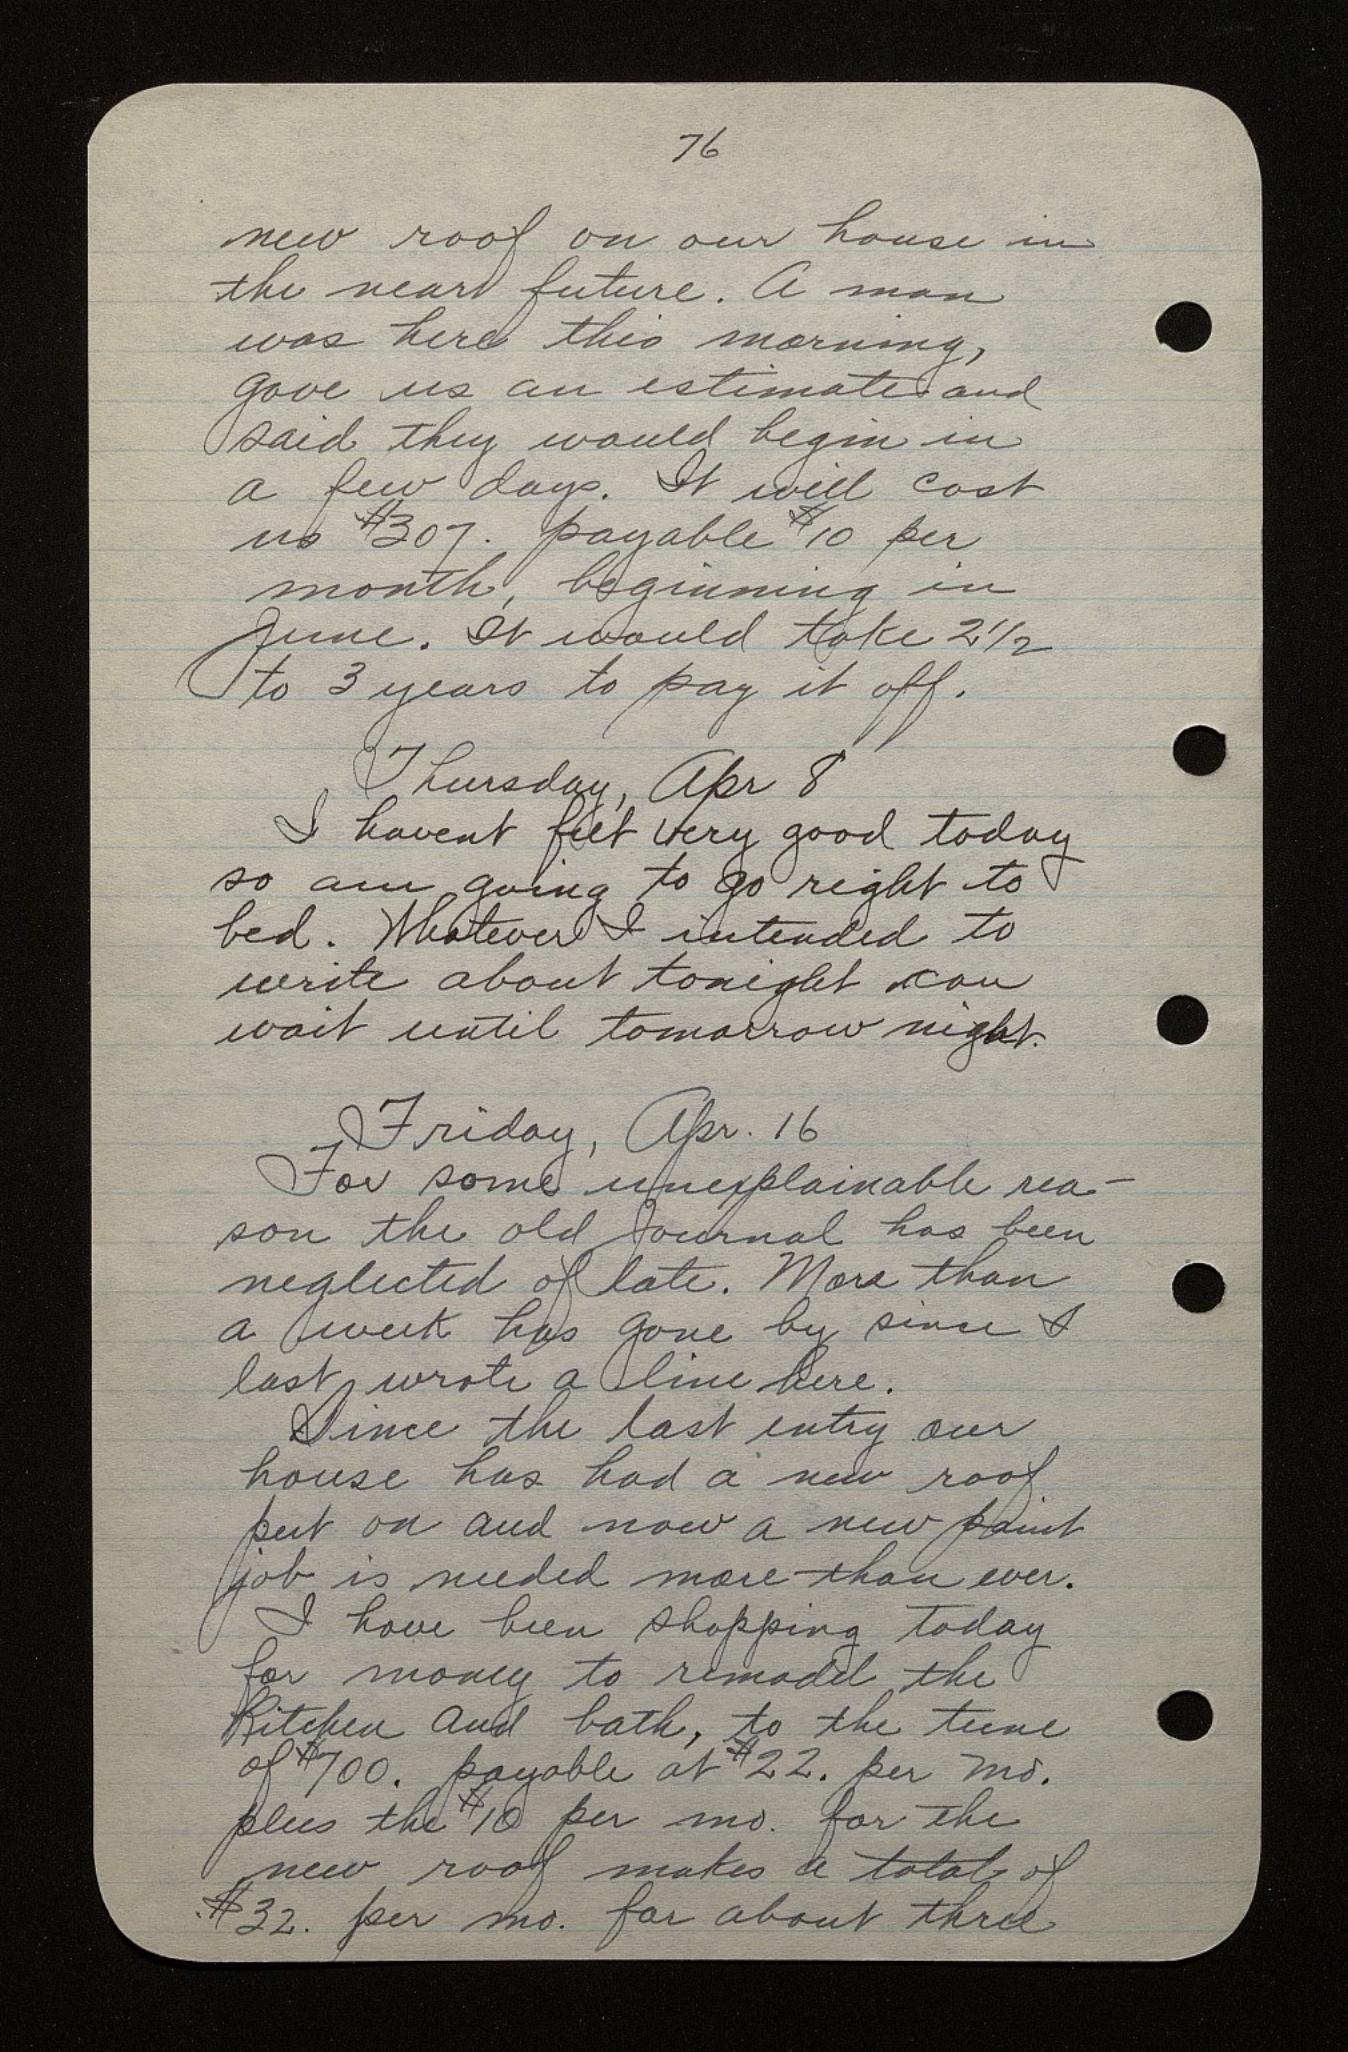 76
new roof on our house in
the near future. A man
was here this morning,
gave us an estimate and
said they would begin in
a few days. It will cost
us $307. payable $10 per
month, beginning in
June. It would take 2 1/2
to 3 years to pay it off.
Thursday, Apr 8
I havent felt very good today
so am going to go right to
bed. Whatever I intended to
write about tonight can
wait until tomorrow night.
Friday, Apr. 16
For some unexplainable rea-
son the old Journal has been
neglected of late. More than
a week has gone by since I
last wrote a line here.
Since the last entry our
house has had a new roof
put on and now a new paint
job is needed more than ever.
I have been shopping today
for money to remodel the
Kitchen and bath, to the tune
of $700. payable at $22. per mo.
plus the $10 per mo. for the
new roof makes a total of
$32. per mo. for about three